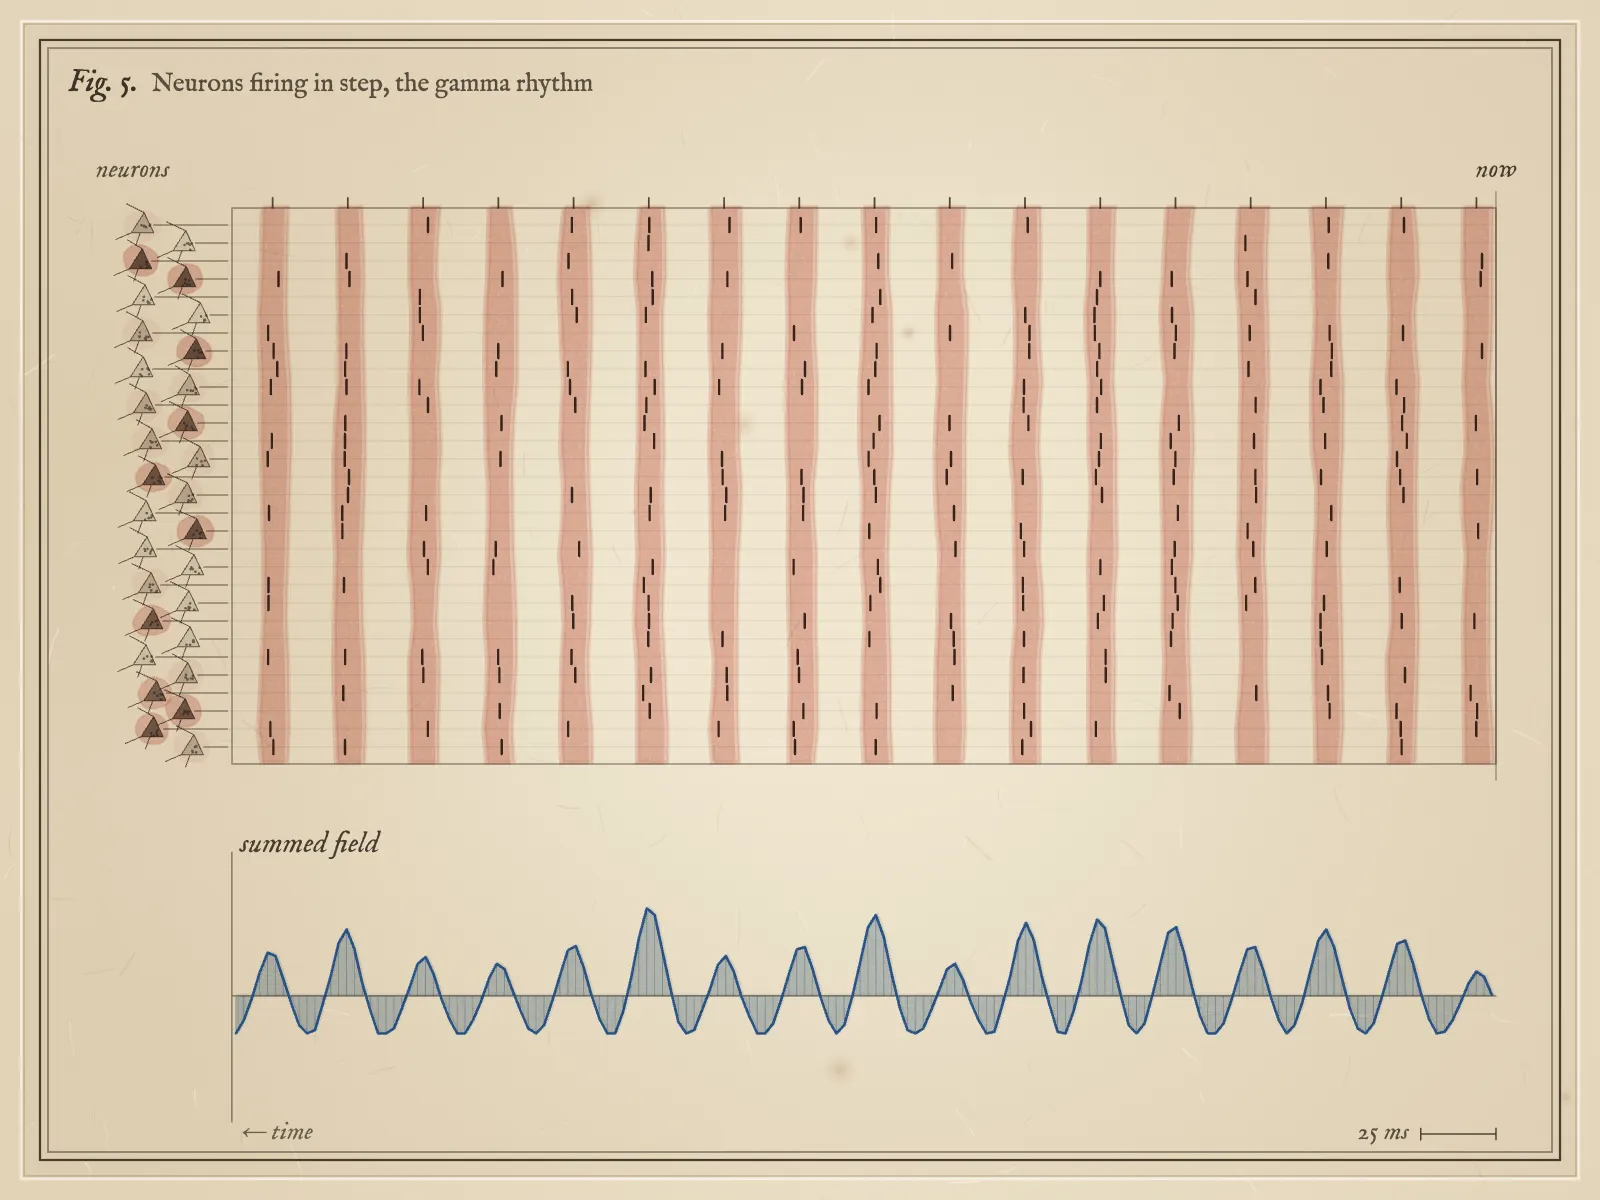 Fig. 5. Neurons firing in step, the gamma rhythm
neurons
now
summed field
← time
25 ms